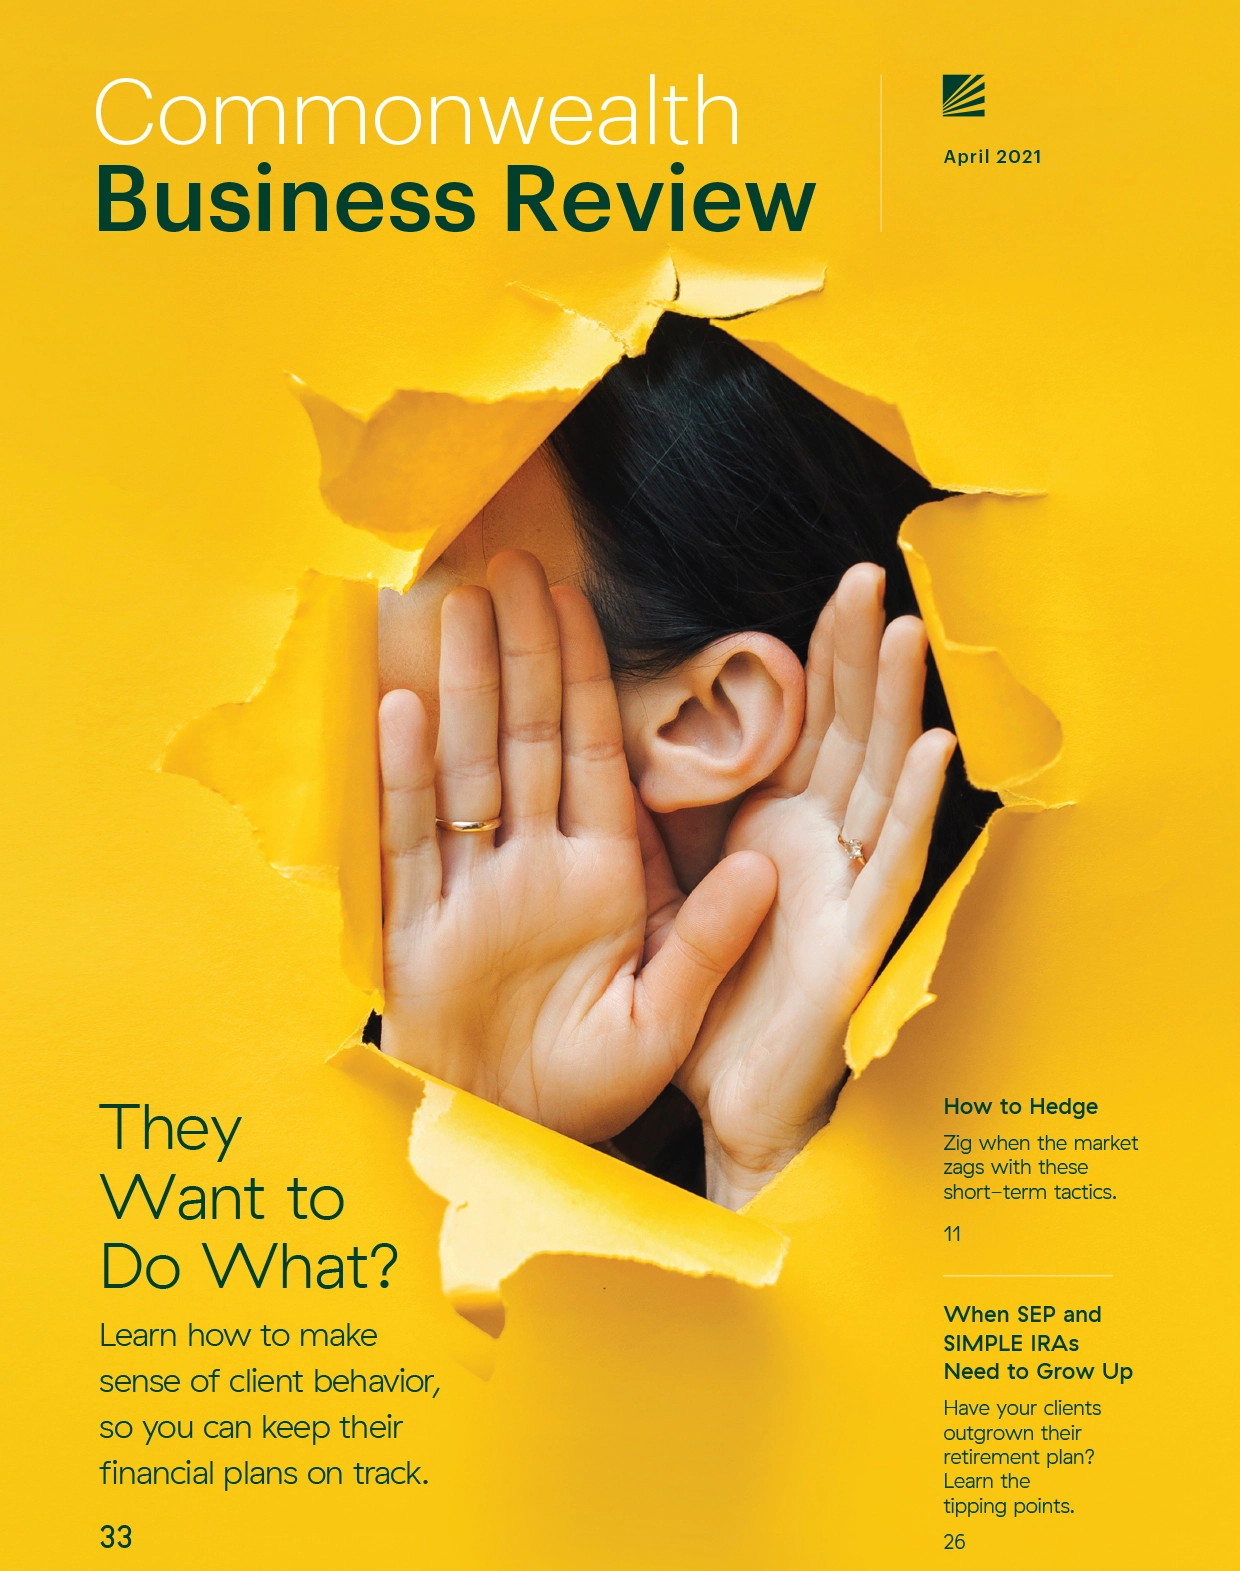 Commonwealth
Business Review
April 2021
They
Want to
Do What?
Learn how to make
sense of client behavior,
so you can keep their
financial plans on track.
33
How to Hedge
Zig when the market
zags with these
short-term tactics.
11
When SEP and
SIMPLE IRAs
Need to Grow Up
Have your clients
outgrown their
retirement plan?
Learn the
tipping points.
26